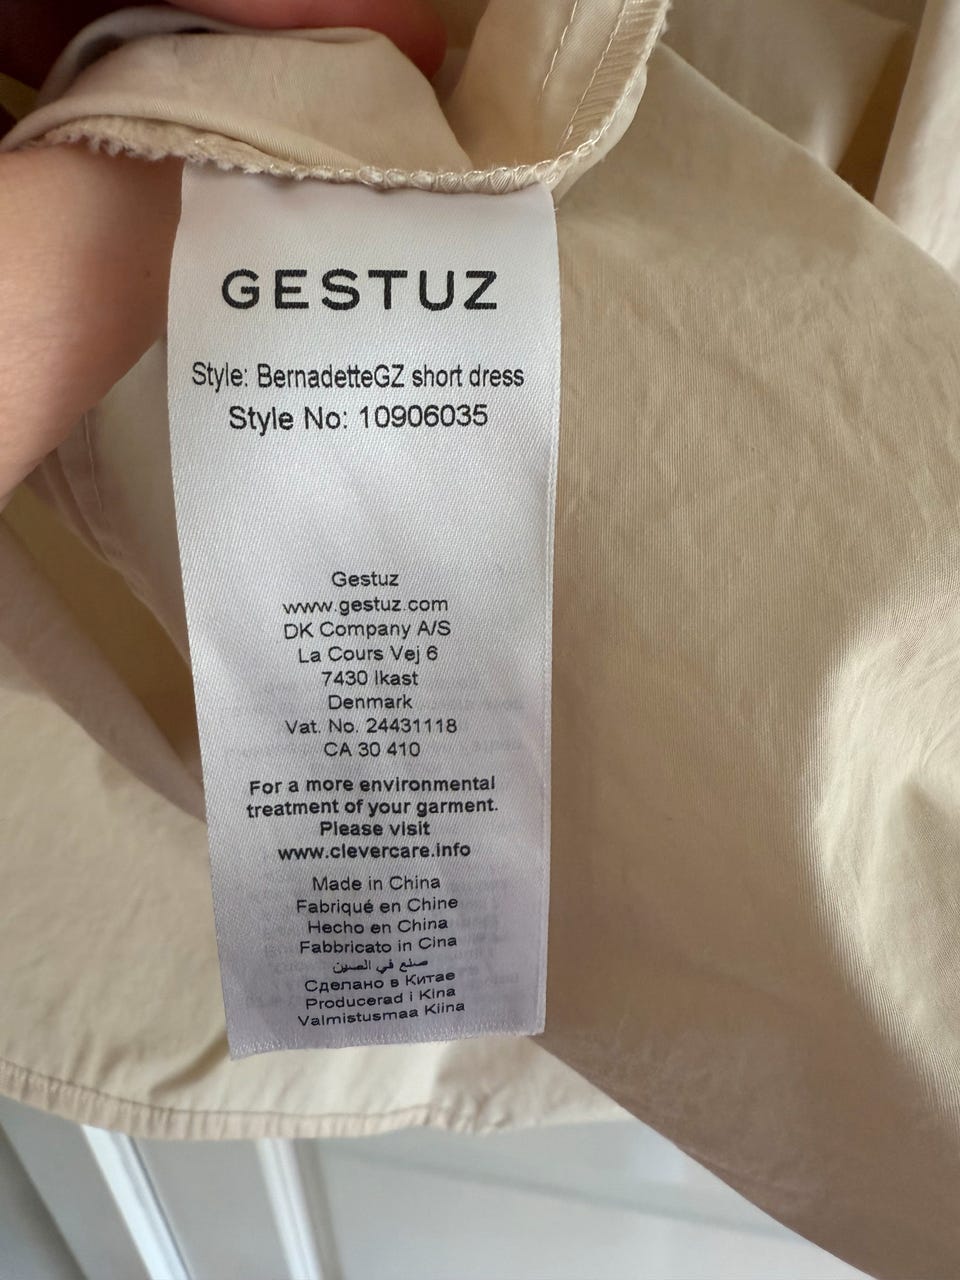 GESTUZ
Style: BernadetteGZ short dress
Style No: 10906035
Gestuz
www.gestuz.com
DK Company A/S
La Cours Vej 6
7430 Ikast
Denmark
Vat. No. 24431118
CA 30 410
For a more environmental
treatment of your garment.
Please visit
www.clevercare.info
Made in China
Fabriqué en Chine
Hecho en China
Fabbricato in Cina
صنع في الصين
Сделано в Китае
Producerad i Kina
Valmistusmaa Kiina